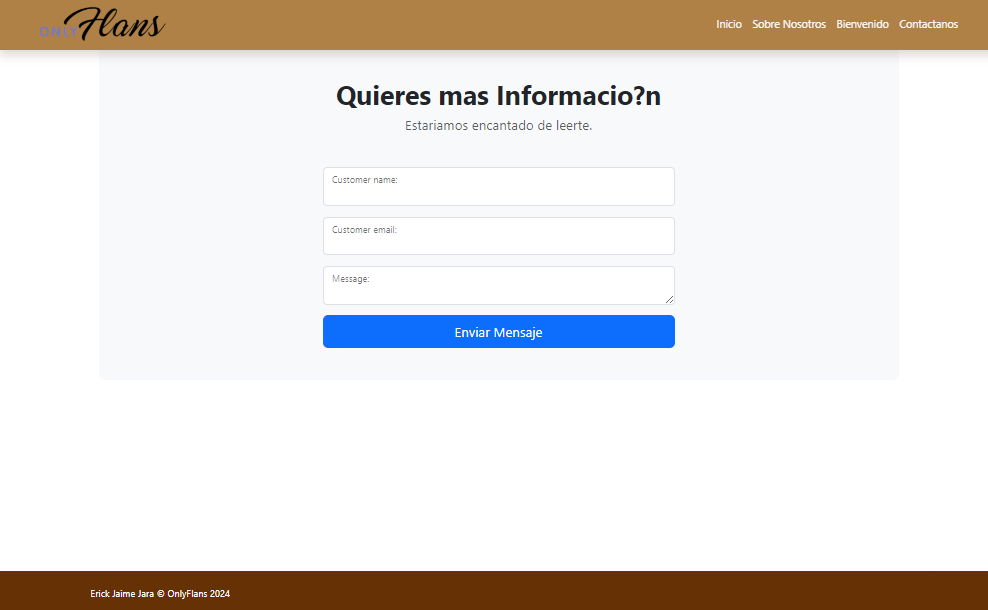 ONLY Flans
Inicio Sobre Nosotros Bienvenido Contactanos
Quieres mas Informacio?n
Estariamos encantado de leerte.
Customer name:
Customer email:
Message:
Enviar Mensaje
Erick Jaime Jara © OnlyFlans 2024